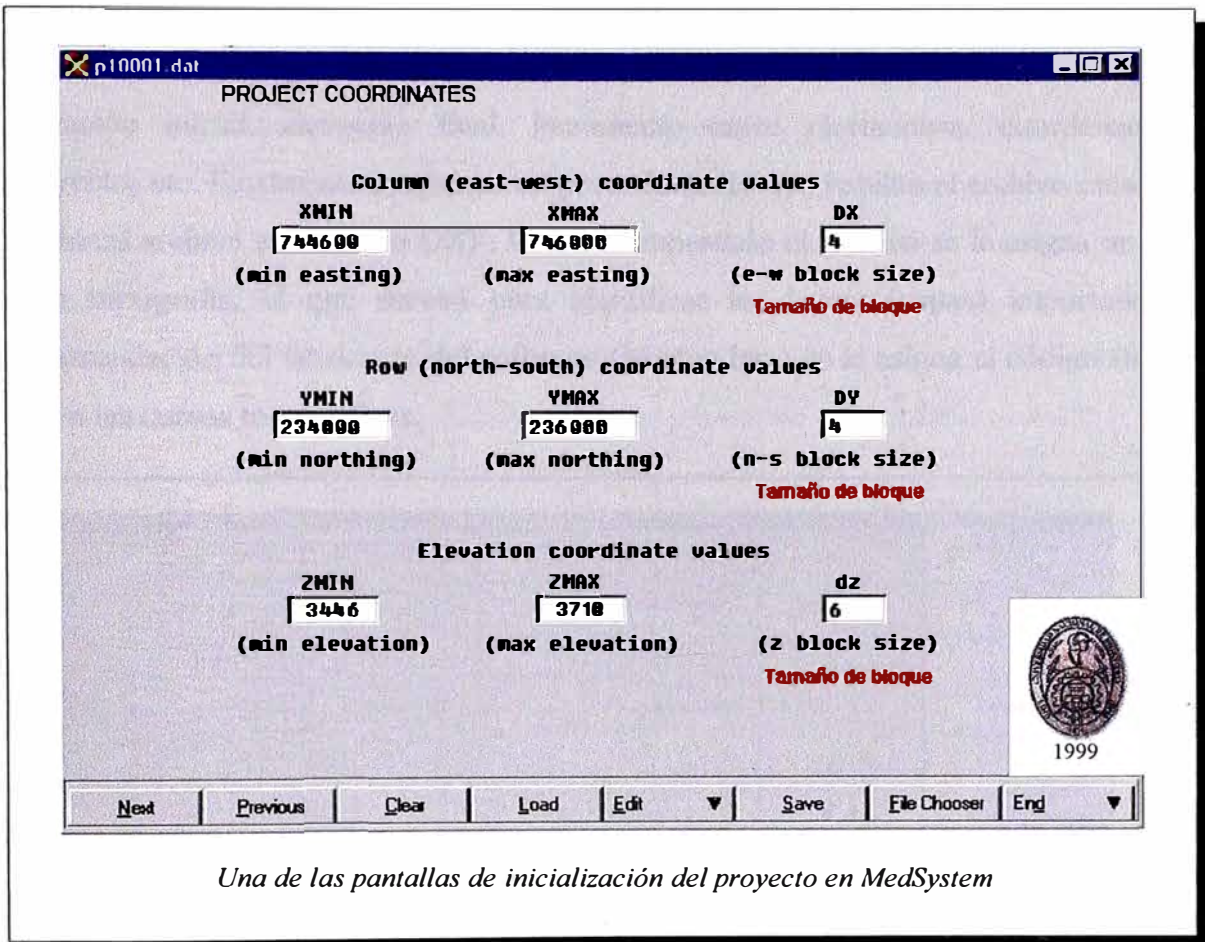 p10001.dat
PROJECT COORDINATES
Column (east-west) coordinate values
XMIN XMAX DX
744600 746000 4
(min easting) (max easting) (e-w block size)
Tamaño de bloque
Row (north-south) coordinate values
YMIN YMAX DY
234000 236000 4
(min northing) (max northing) (n-s block size)
Tamaño de bloque
Elevation coordinate values
ZMIN ZMAX dz
3446 3710 6
(min elevation) (max elevation) (z block size)
Tamaño de bloque
1999
Next Previous Clear Load Edit Save File Chooser End
Una de las pantallas de inicialización del proyecto en MedSystem